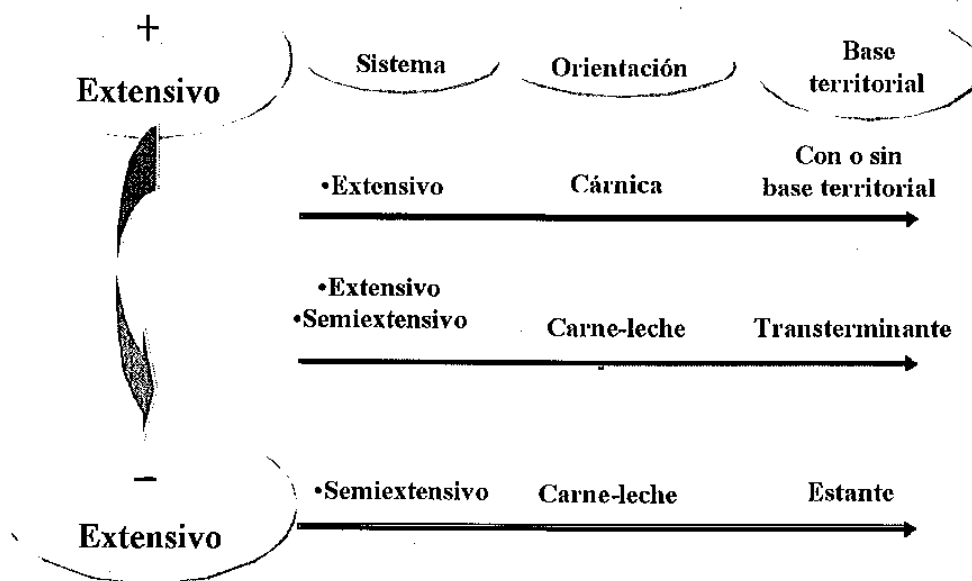 +
Extensivo
Sistema
Orientación
Base
territorial
•Extensivo
Cárnica
Con o sin
base territorial
•Extensivo
•Semiextensivo
Carne-leche
Transterminante
–
Extensivo
•Semiextensivo
Carne-leche
Estante